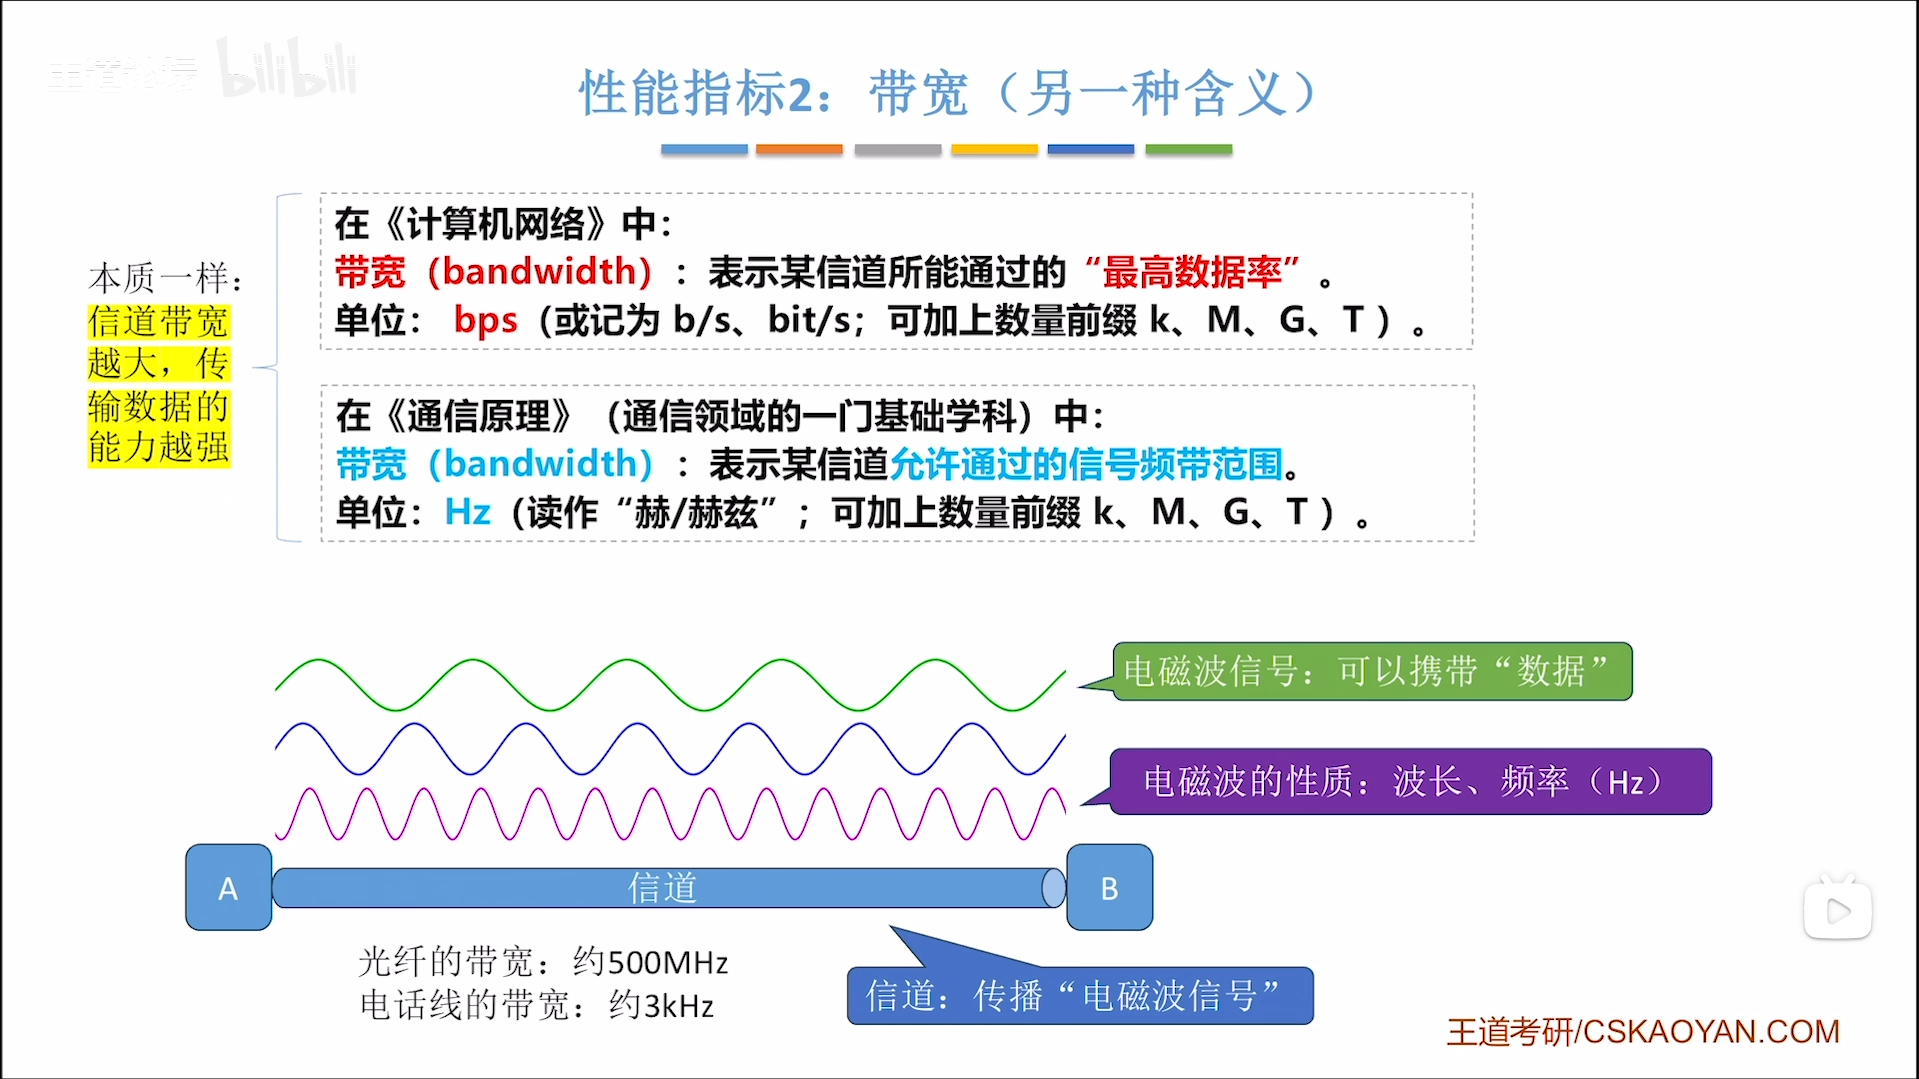 王道论坛 bilibili
性能指标2：带宽（另一种含义）
在《计算机网络》中：
带宽（bandwidth）：表示某信道所能通过的“最高数据率”。
单位： bps（或记为 b/s、bit/s；可加上数量前缀 k、M、G、T ）。
本质一样：
信道带宽
越大，传
输数据的
能力越强
在《通信原理》（通信领域的一门基础学科）中：
带宽（bandwidth）：表示某信道允许通过的信号频带范围。
单位：Hz（读作“赫/赫兹”；可加上数量前缀 k、M、G、T ）。
电磁波信号：可以携带“数据”
电磁波的性质：波长、频率（Hz）
A
信道
B
光纤的带宽：约500MHz
电话线的带宽：约3kHz
信道：传播“电磁波信号”
王道考研/CSKAOYAN.COM